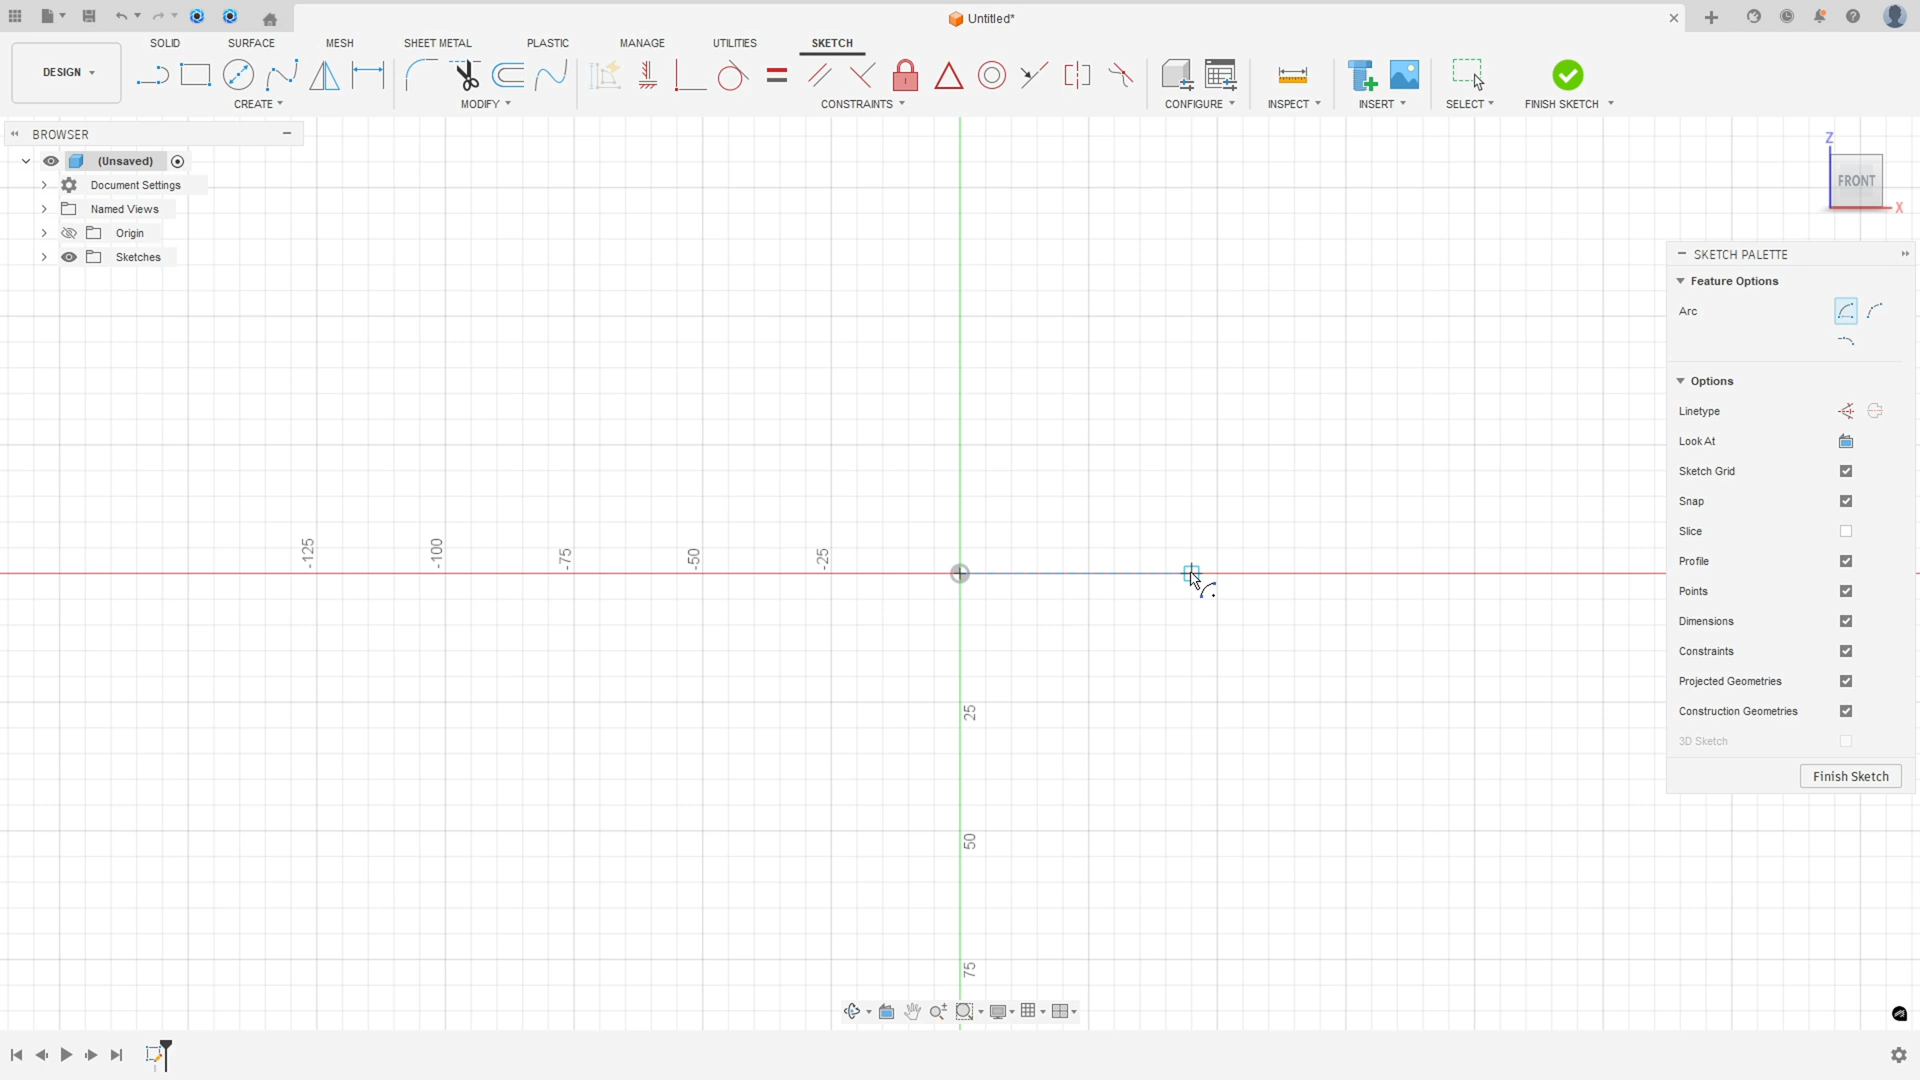 Untitled*
SOLID SURFACE MESH SHEET METAL PLASTIC MANAGE UTILITIES SKETCH
DESIGN
CREATE MODIFY CONSTRAINTS CONFIGURE INSPECT INSERT SELECT FINISH SKETCH
BROWSER
(Unsaved)
Document Settings
Named Views
Origin
Sketches
Z
FRONT
X
SKETCH PALETTE
Feature Options
Arc
Options
Linetype
Look At
Sketch Grid
Snap
Slice
Profile
Points
Dimensions
Constraints
Projected Geometries
Construction Geometries
3D Sketch
Finish Sketch
-125 -100 -75 -50 -25
25
50
75